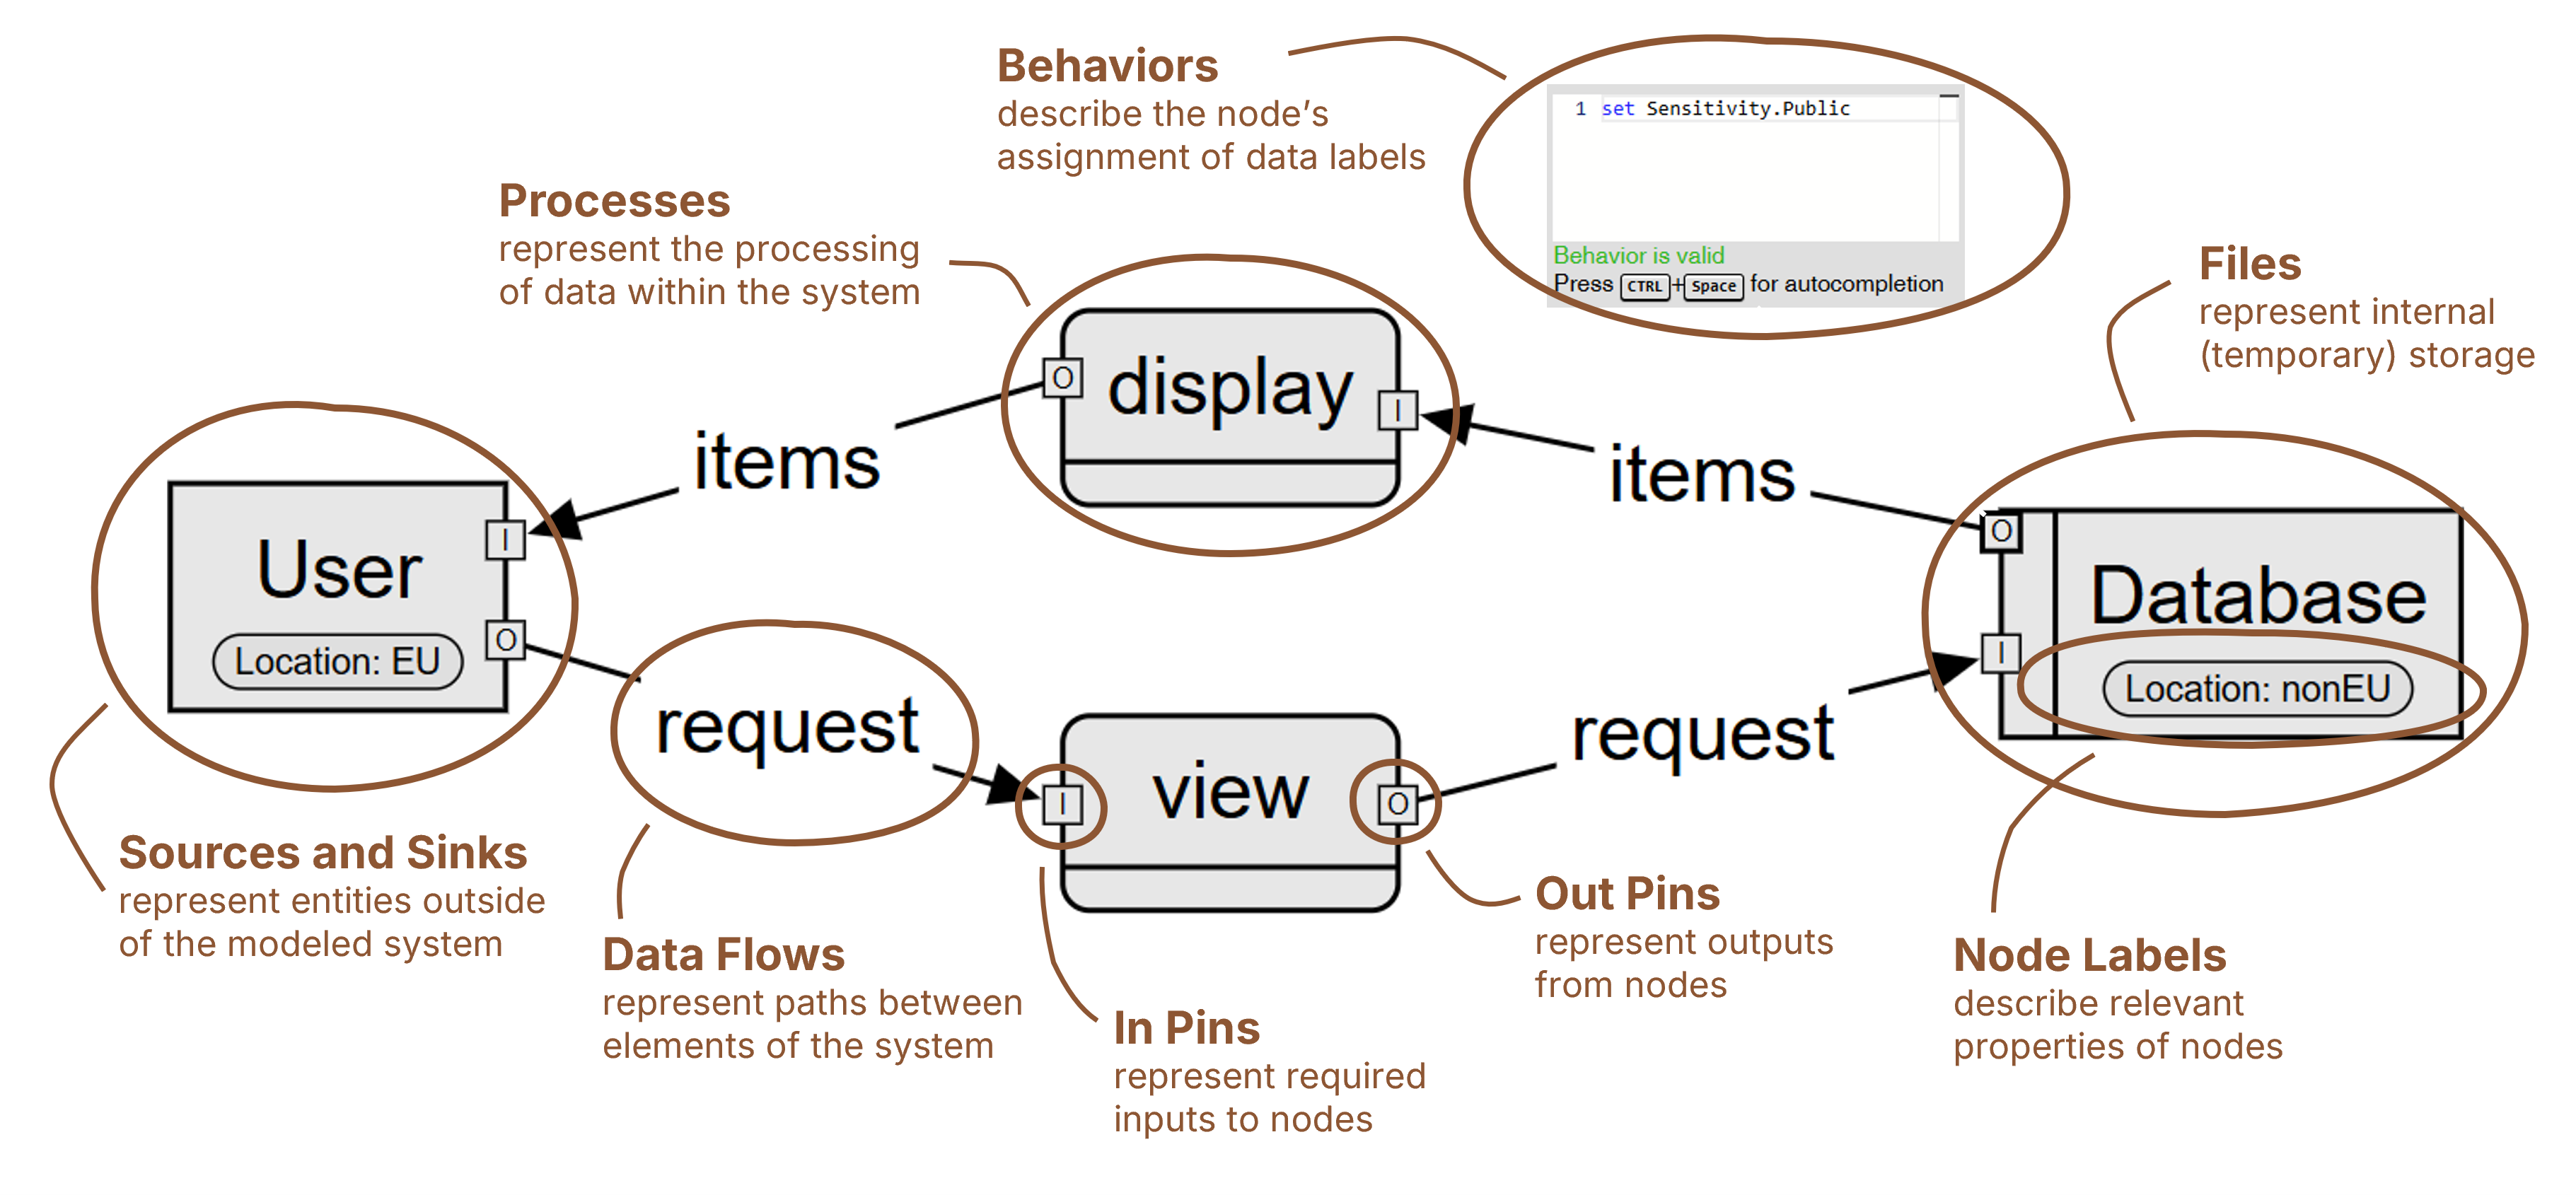 Behaviors
describe the node’s
assignment of data labels
1 set Sensitivity.Public
Behavior is valid
Press CTRL+Space for autocompletion
Processes
represent the processing
of data within the system
Files
represent internal
(temporary) storage
O
display
I
items
items
User
I
O
Location: EU
O
Database
I
Location: nonEU
request
I
view
O
request
Sources and Sinks
represent entities outside
of the modeled system
Data Flows
represent paths between
elements of the system
In Pins
represent required
inputs to nodes
Out Pins
represent outputs
from nodes
Node Labels
describe relevant
properties of nodes